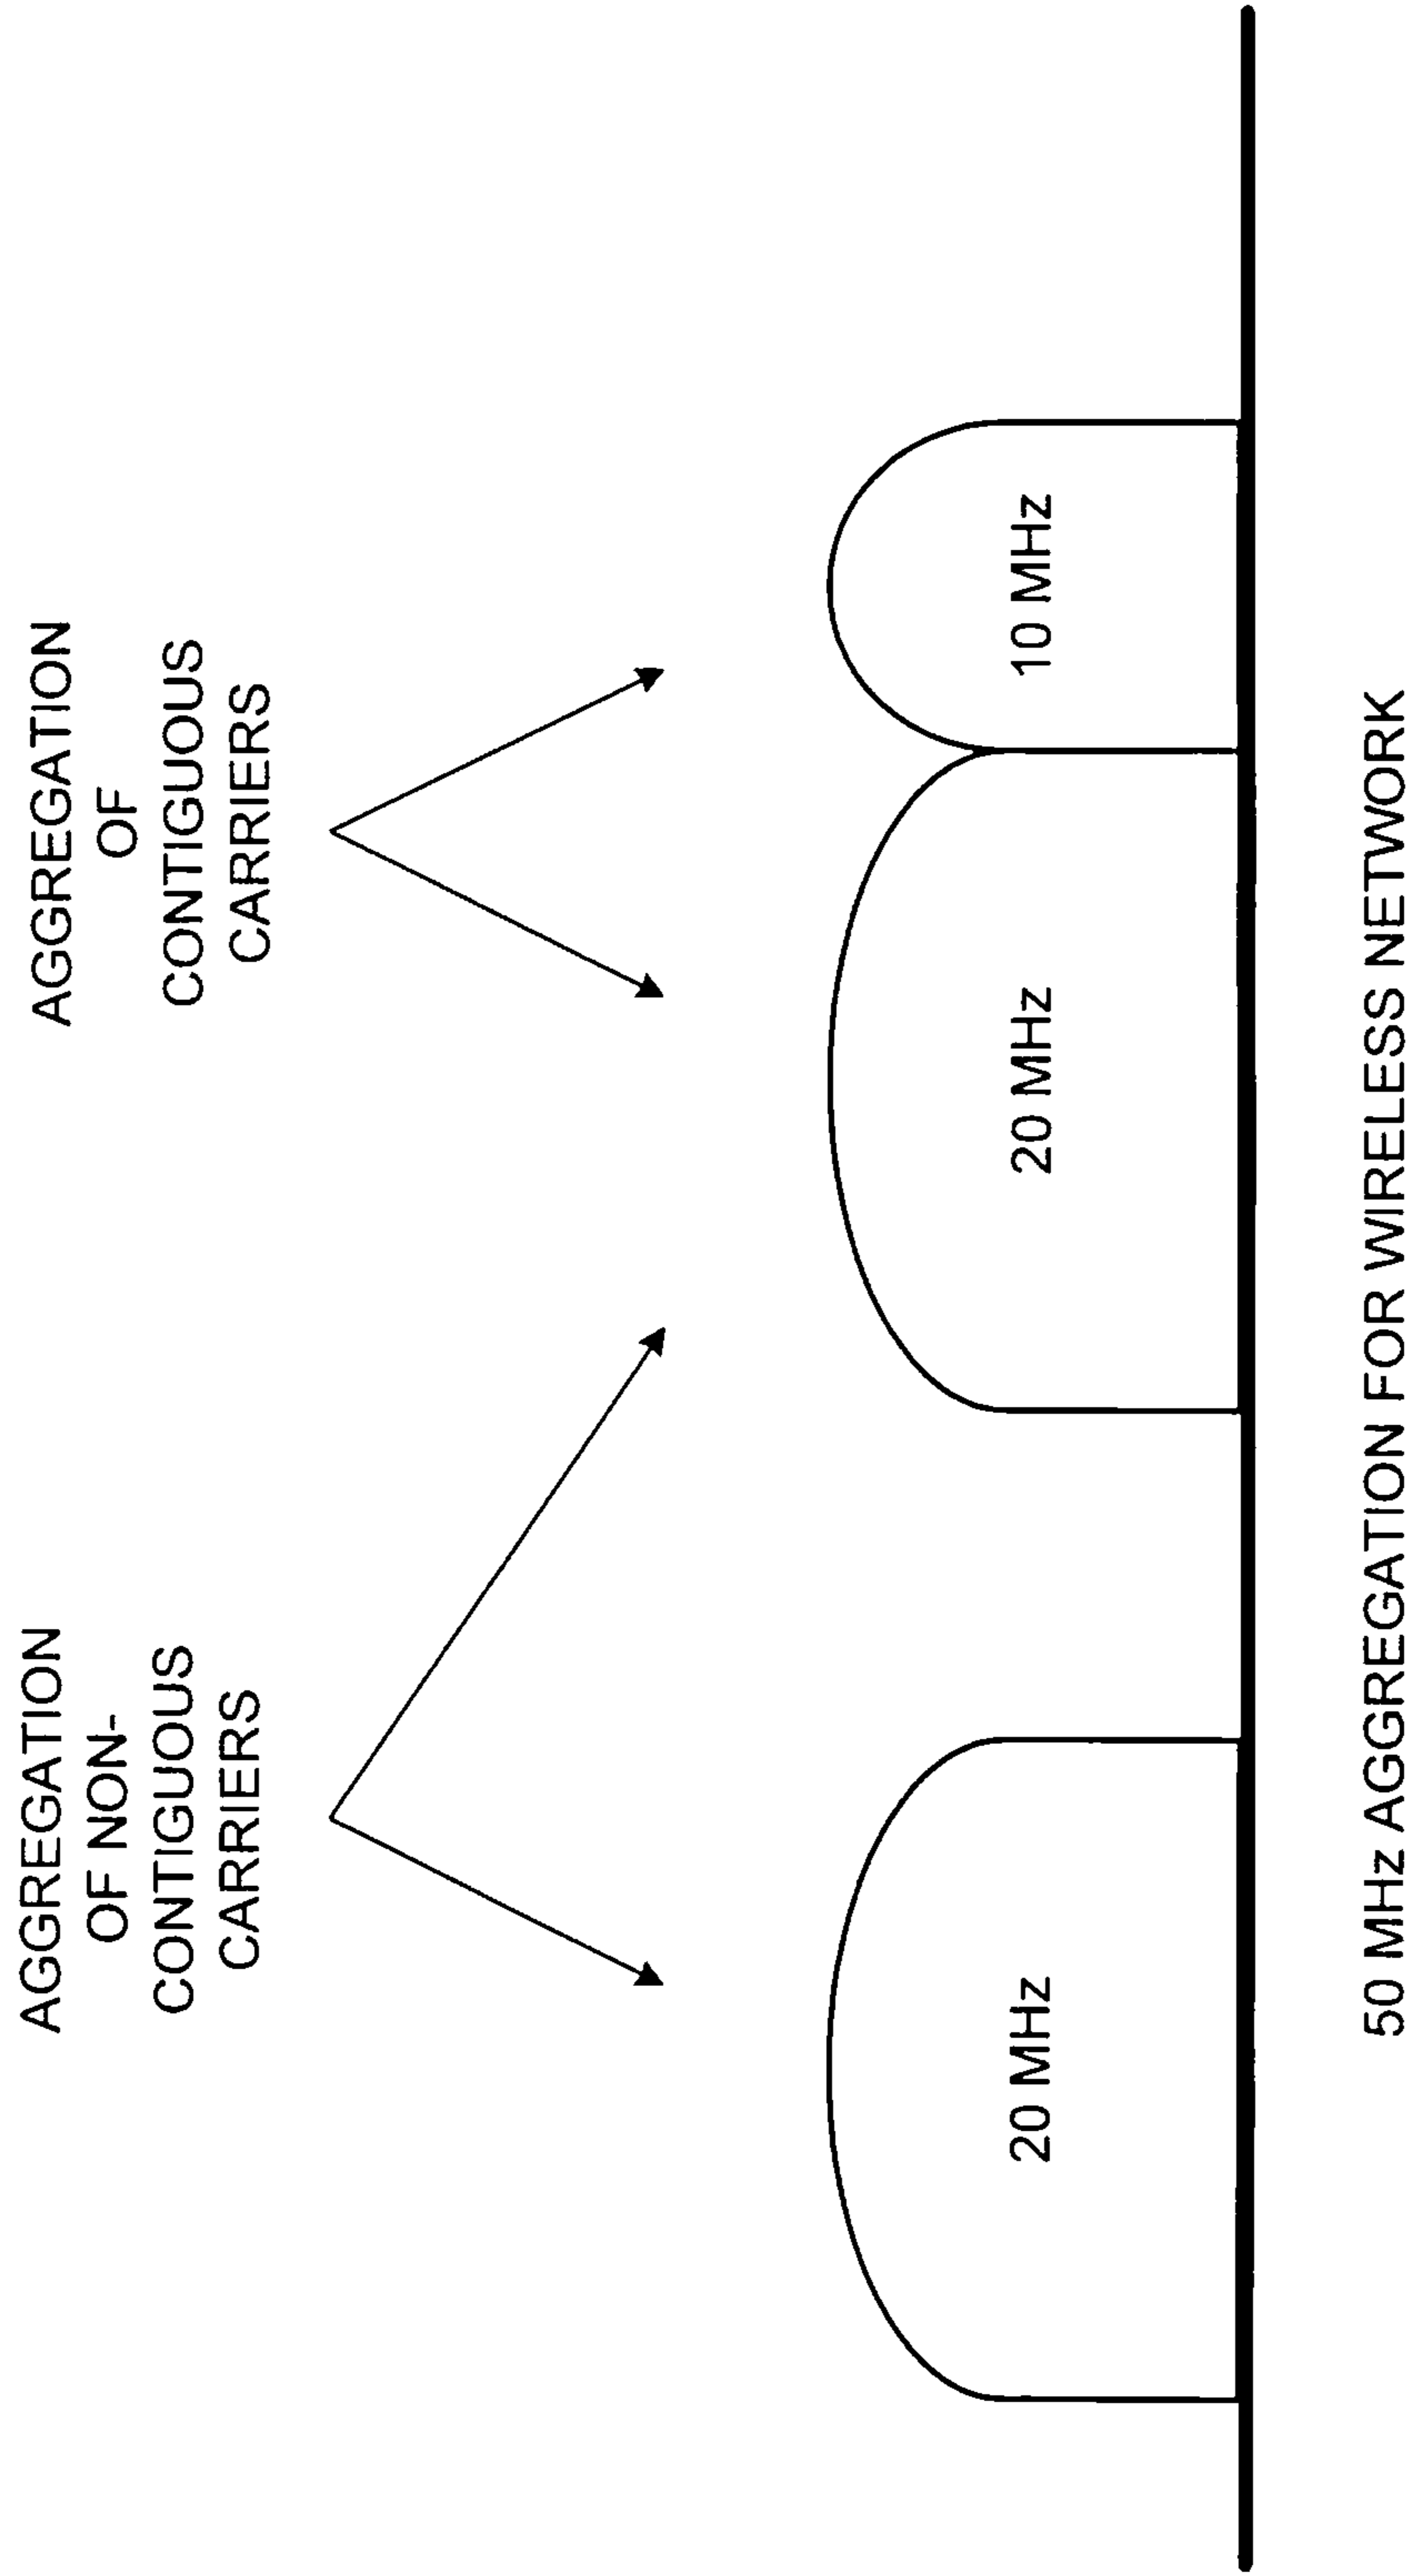 AGGREGATION
OF NON-
CONTIGUOUS
CARRIERS
AGGREGATION
OF
CONTIGUOUS
CARRIERS
20 MHz
20 MHz
10 MHz
50 MHz AGGREGATION FOR WIRELESS NETWORK